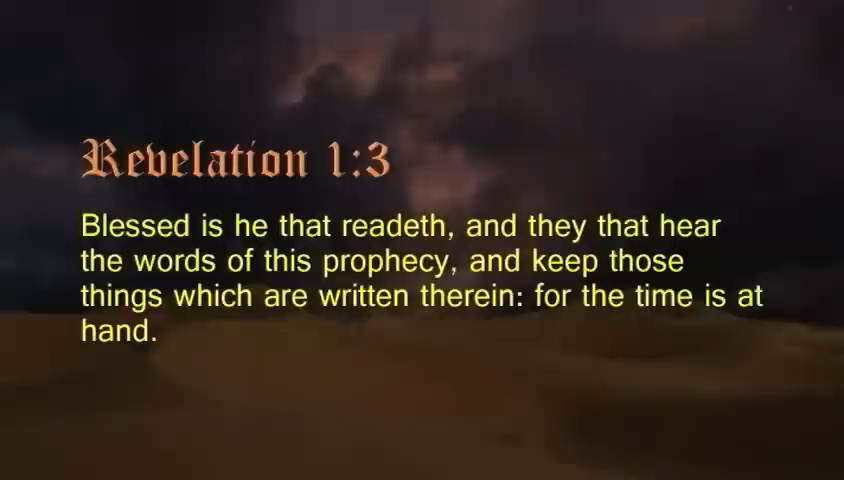 Revelation 1:3
Blessed is he that readeth, and they that hear
the words of this prophecy, and keep those
things which are written therein: for the time is at
hand.